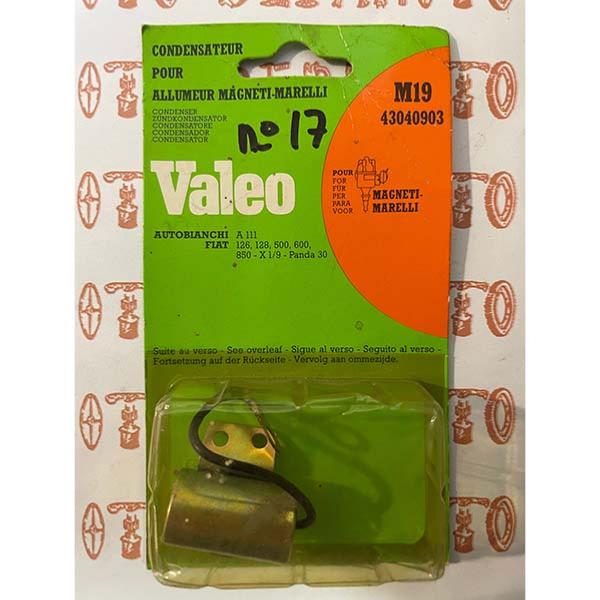 CONDENSATEUR
POUR
ALLUMEUR MAGNETI-MARELLI
CONDENSER
ZÜNDKONDENSATOR
CONDENSATORE
CONDENSADOR
CONDENSATOR
no 17
M19
43040903
Valeo
POUR
FOR
FÜR
PER
PARA
VOOR
MAGNETI-
MARELLI
AUTOBIANCHI A 111
FIAT 126, 128, 500, 600,
850 - X 1/9 - Panda 30
Suite au verso - See overleaf - Sigue al verso - Seguito al verso -
Fortsetzung auf der Rückseite - Vervolg aan ommezijde.